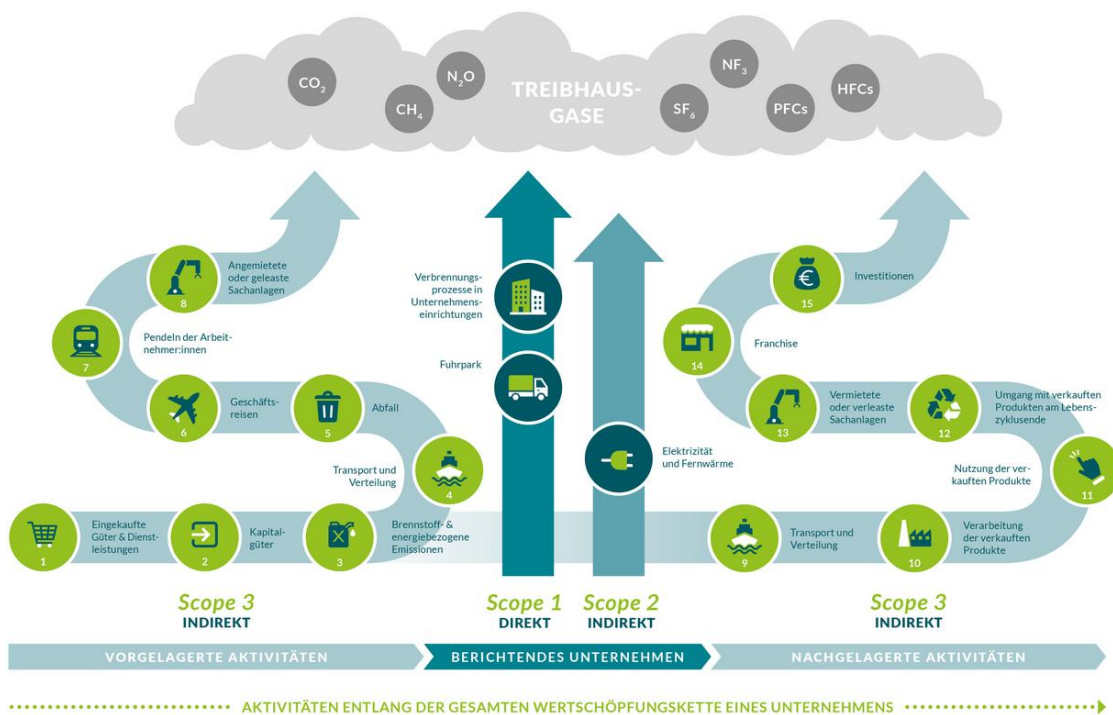 CO₂
CH₄
N₂O
TREIBHAUS-
GASE
SF₆
NF₃
PFCs
HFCs
8
Angemietete
oder geleaste
Sachanlagen
7
Pendeln der Arbeit-
nehmer:innen
6
Geschäfts-
reisen
5
Abfall
Transport und
Verteilung
4
1
Eingekaufte
Güter & Dienst-
leistungen
2
Kapital-
güter
3
Brennstoff- &
energiebezogene
Emissionen
Verbrennungs-
prozesse in
Unternehmens-
einrichtungen
Fuhrpark
Elektrizität
und Fernwärme
15
Investitionen
14
Franchise
13
Vermietete
oder verleaste
Sachanlagen
12
Umgang mit verkauften
Produkten am Lebens-
zyklusende
Nutzung der ver-
kauften Produkte
11
9
Transport und
Verteilung
10
Verarbeitung
der verkauften
Produkte
Scope 3
INDIREKT
Scope 1
DIREKT
Scope 2
INDIREKT
Scope 3
INDIREKT
VORGELAGERTE AKTIVITÄTEN
BERICHTENDES UNTERNEHMEN
NACHGELAGERTE AKTIVITÄTEN
AKTIVITÄTEN ENTLANG DER GESAMTEN WERTSCHÖPFUNGSKETTE EINES UNTERNEHMENS